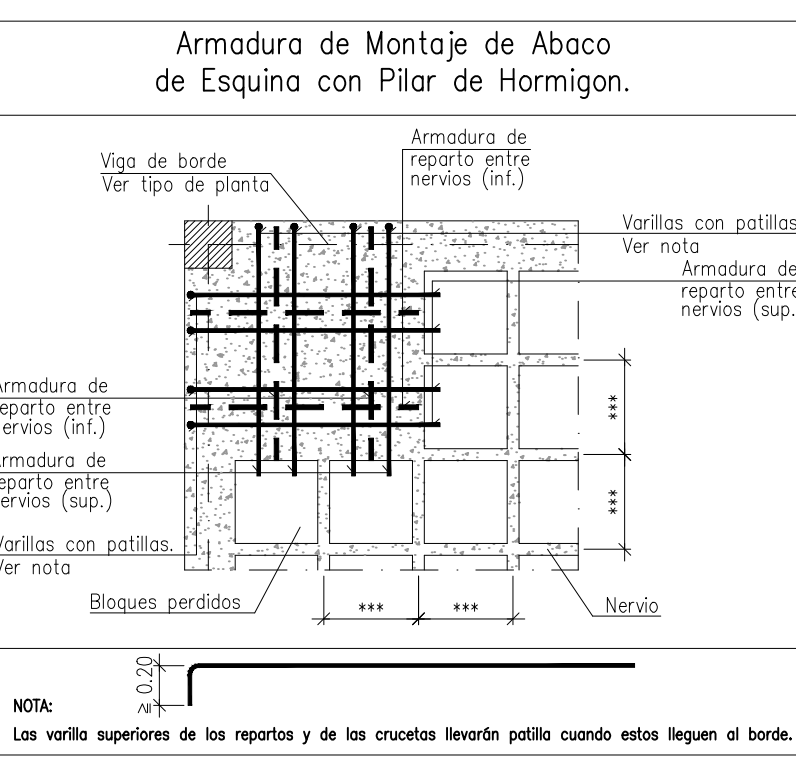 Armadura de Montaje de Abaco
de Esquina con Pilar de Hormigon.
Armadura de
reparto entre
nervios (inf.)
Viga de borde
Ver tipo de planta
Varillas con patillas
Ver nota
Armadura de
reparto entre
nervios (sup.
Armadura de
reparto entre
nervios (inf.)
***
Armadura de
reparto entre
nervios (sup.)
***
Varillas con patillas.
Ver nota
Bloques perdidos
***
***
Nervio
≥ 0.20
NOTA:
Las varilla superiores de los repartos y de las crucetas llevarán patilla cuando estos lleguen al borde.